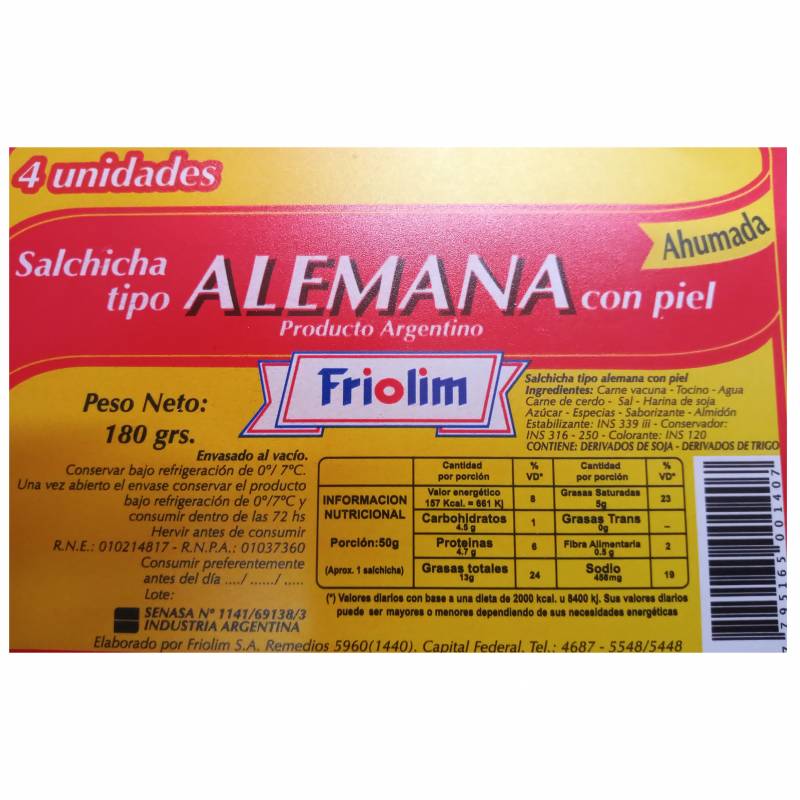 4 unidades
Ahumada
Salchicha
tipo ALEMANA con piel
Producto Argentino
Friolim
Peso Neto:
180 grs.
Salchicha tipo alemana con piel
Ingredientes: Carne vacuna - Tocino - Agua
Carne de cerdo - Sal - Harina de soja
Azúcar - Especias - Saborizante - Almidón
Estabilizante: INS 339 iii - Conservador:
INS 316 - 250 - Colorante: INS 120
CONTIENE: DERIVADOS DE SOJA - DERIVADOS DE TRIGO
Envasado al vacío.
Conservar bajo refrigeración de 0°/ 7°C.
Una vez abierto el envase conservar el producto
bajo refrigeración de 0°/7°C y
consumir dentro de las 72 hs
Hervir antes de consumir
R.N.E.: 010214817 - R.N.P.A.: 01037360
Consumir preferentemente
antes del día ..../ ....../ .....
Lote:
SENASA Nº 1141/69138/3
INDUSTRIA ARGENTINA
INFORMACION
NUTRICIONAL
Porción:50g
(Aprox. 1 salchicha)
Cantidad por porción % VD* Cantidad por porción % VD*
Valor energético 157 Kcal. = 661 Kj 8 Grasas Saturadas 5g 23
Carbohidratos 4.5 g 1 Grasas Trans 0g _
Proteinas 4.7 g 6 Fibra Alimentaria 0.5 g 2
Grasas totales 13g 24 Sodio 456mg 19
(*) Valores diarios con base a una dieta de 2000 kcal. u 8400 kj. Sus valores diarios
puede ser mayores o menores dependiendo de sus necesidades energéticas
Elaborado por Friolim S.A. Remedios 5960(1440). Capital Federal. Tel.: 4687 - 5548/5448
7 795165 001407